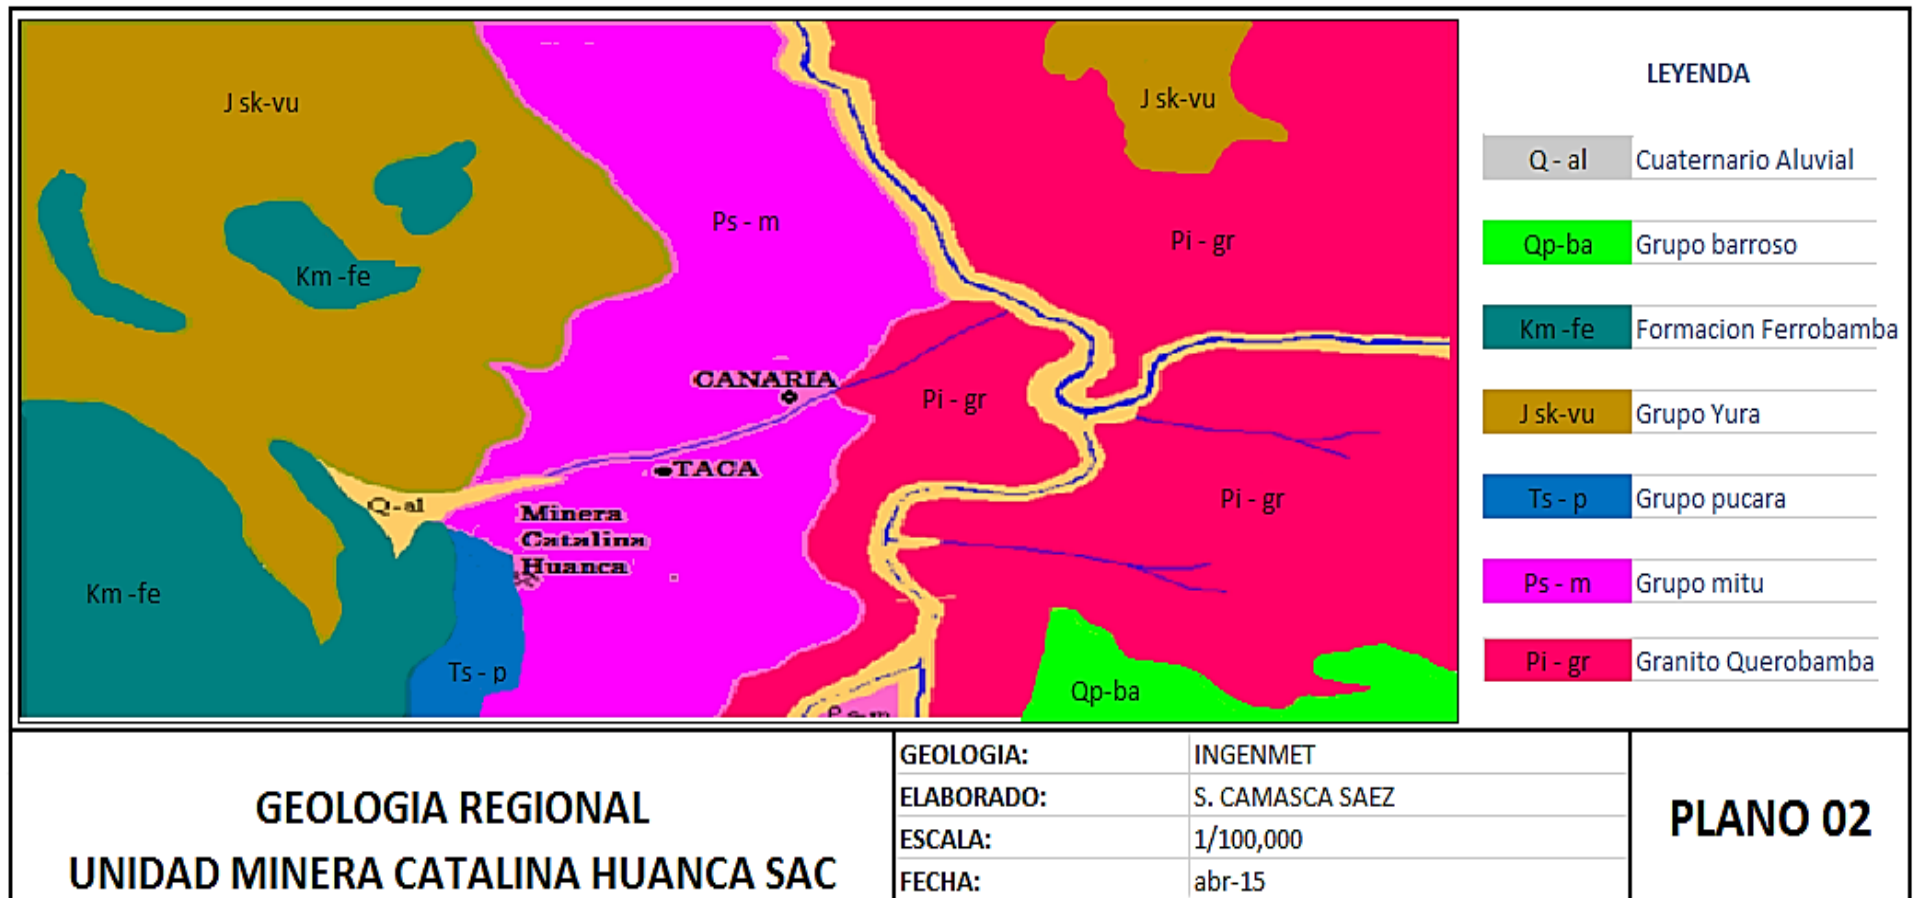 J sk-vu
J sk-vu
Ps - m
Pi - gr
Km -fe
CANARIA
Pi - gr
TACA
Pi - gr
Q-al
Minera
Catalina
Huanca
Km -fe
Ts - p
Qp-ba
P s-m
LEYENDA
Q - al Cuaternario Aluvial
Qp-ba Grupo barroso
Km -fe Formacion Ferrobamba
J sk-vu Grupo Yura
Ts - p Grupo pucara
Ps - m Grupo mitu
Pi - gr Granito Querobamba
GEOLOGIA REGIONAL
UNIDAD MINERA CATALINA HUANCA SAC
GEOLOGIA: INGENMET
ELABORADO: S. CAMASCA SAEZ
ESCALA: 1/100,000
FECHA: abr-15
PLANO 02